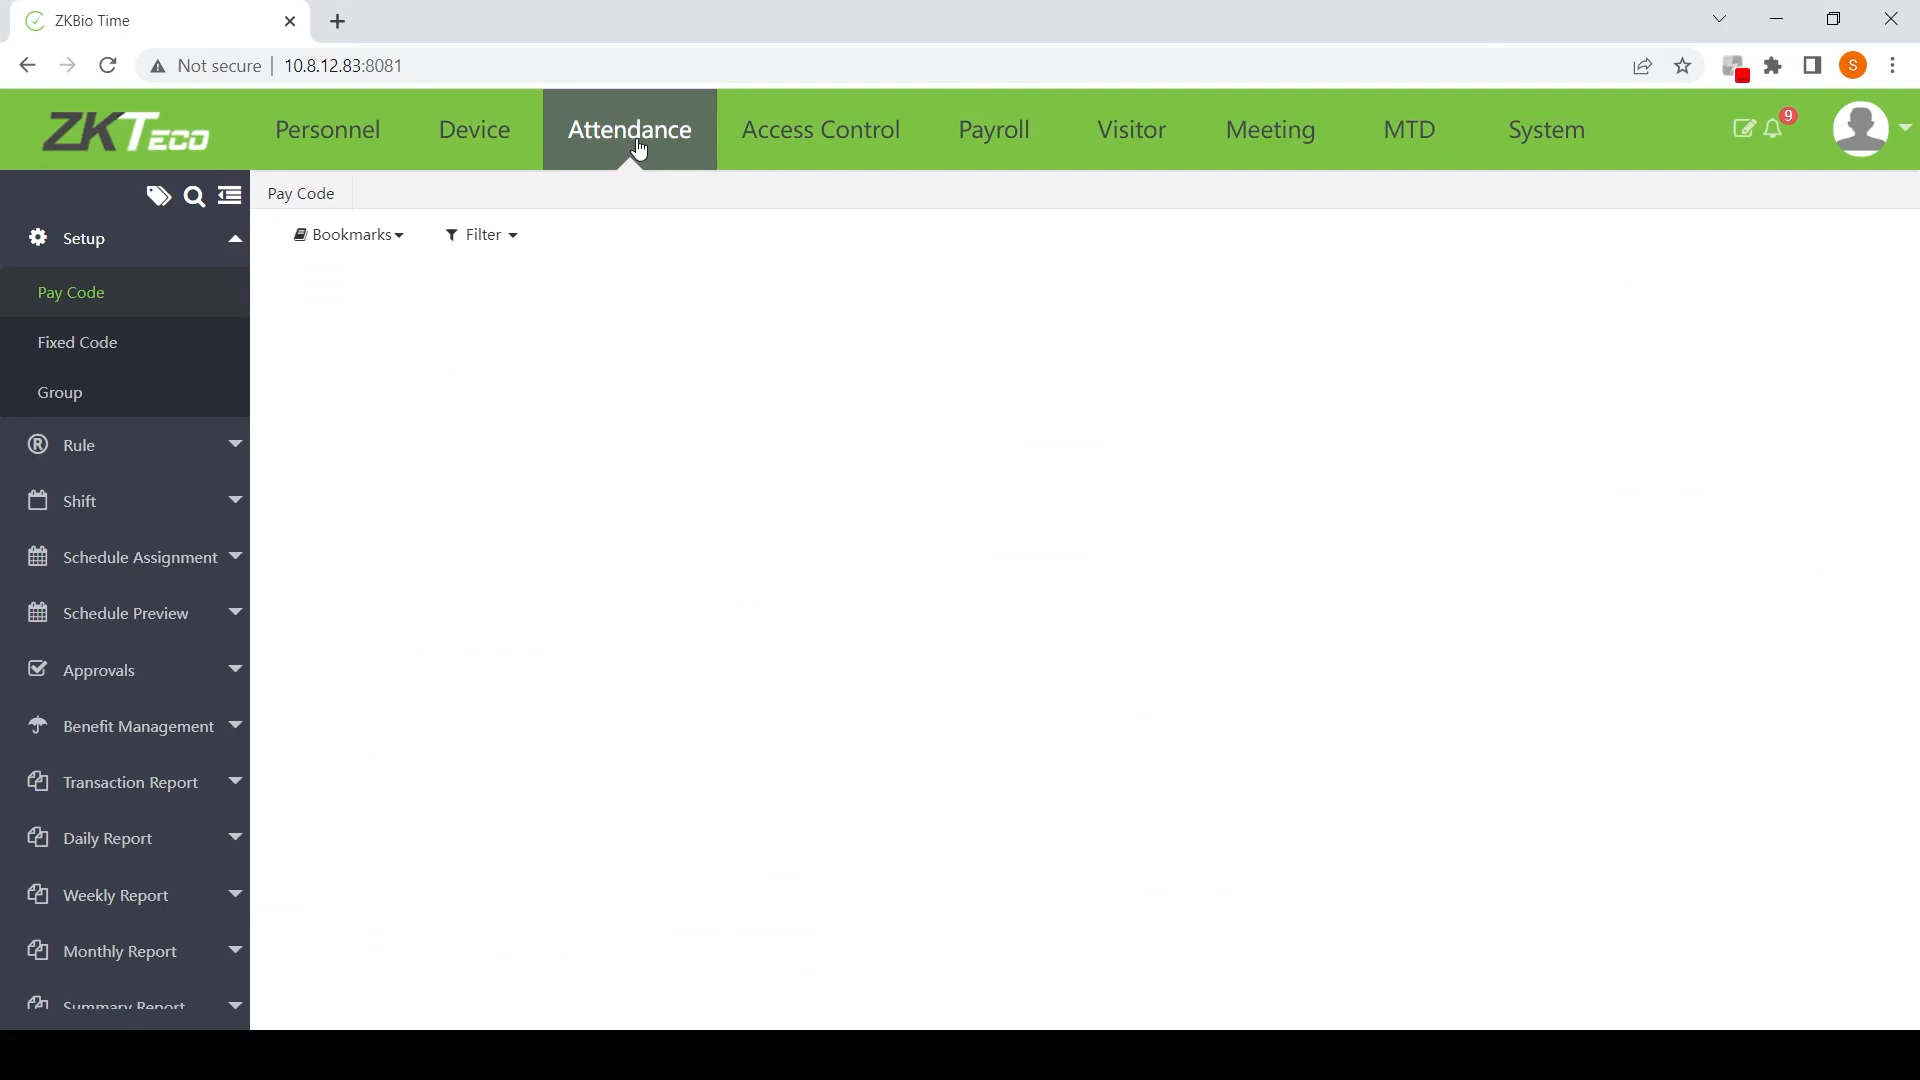 ZKBio Time
Not secure | 10.8.12.83:8081
S
ZKTECO
Personnel
Device
Attendance
Access Control
Payroll
Visitor
Meeting
MTD
System
9
Pay Code
Bookmarks
Filter
Setup
Pay Code
Fixed Code
Group
Rule
Shift
Schedule Assignment
Schedule Preview
Approvals
Benefit Management
Transaction Report
Daily Report
Weekly Report
Monthly Report
Summary Report